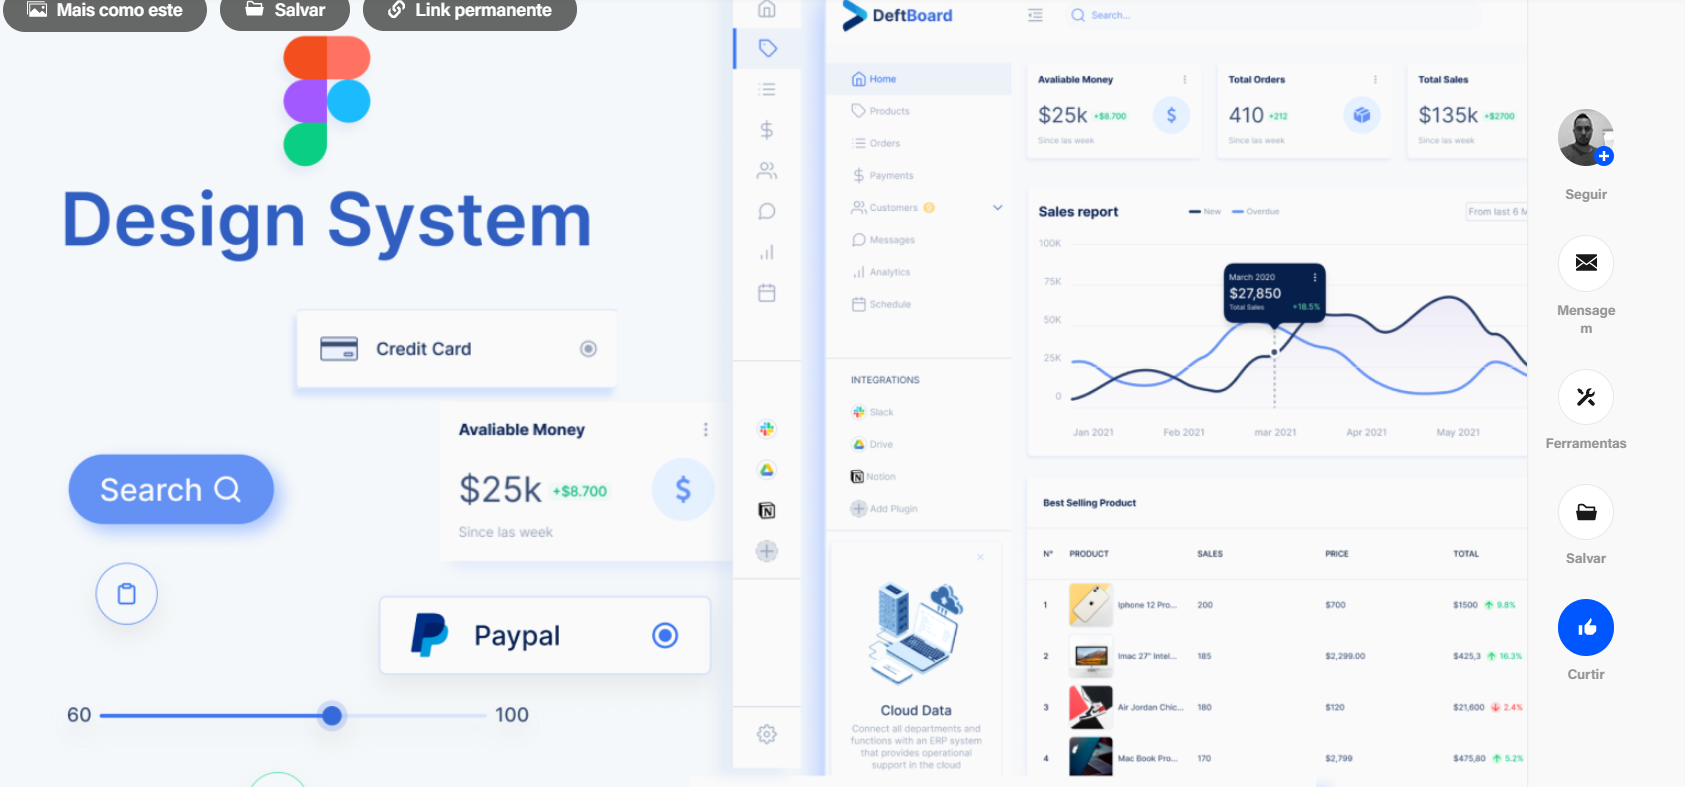 Mais como este
Salvar
Link permanente
Design System
Credit Card
Avaliable Money
$25k +$8.700
Since las week
Search
Paypal
60
100
DeftBoard
Search...
Home
Products
Orders
Payments
Customers
Messages
Analytics
Schedule
INTEGRATIONS
Slack
Drive
Notion
Add Plugin
Cloud Data
Connect all departments and
functions with an ERP system
that provides operational
support in the cloud
Avaliable Money
$25k +$8.700
Since las week
Total Orders
410 +212
Since las week
Total Sales
$135k +$2700
Since las week
Sales report
New
Overdue
From last 6 M
100K
75K
50K
25K
0
March 2020
$27,850
Total Sales +18.5%
Jan 2021
Feb 2021
mar 2021
Apr 2021
May 2021
Best Selling Product
N° PRODUCT SALES PRICE TOTAL
1 Iphone 12 Pro... 200 $700 $1500 9.8%
2 Imac 27" Intel... 185 $2,299.00 $425,3 16.3%
3 Air Jordan Chic... 180 $120 $21,600 2.4%
4 Mac Book Pro... 170 $2,799 $475,80 5.2%
Seguir
Mensage
m
Ferramentas
Salvar
Curtir